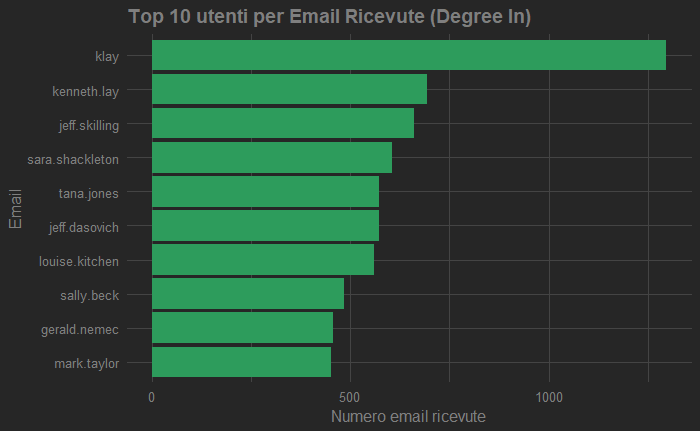 Top 10 utenti per Email Ricevute (Degree In)
Email
klay
kenneth.lay
jeff.skilling
sara.shackleton
tana.jones
jeff.dasovich
louise.kitchen
sally.beck
gerald.nemec
mark.taylor
0 500 1000
Numero email ricevute